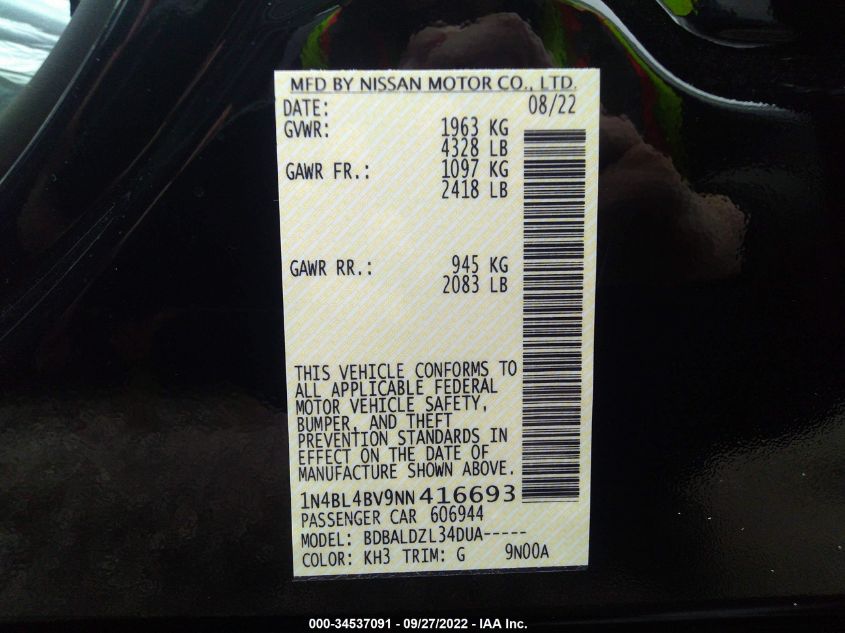 MFD BY NISSAN MOTOR CO., LTD.
DATE: 08/22
GVWR: 1963 KG
4328 LB
GAWR FR.: 1097 KG
2418 LB
GAWR RR.: 945 KG
2083 LB
THIS VEHICLE CONFORMS TO
ALL APPLICABLE FEDERAL
MOTOR VEHICLE SAFETY,
BUMPER, AND THEFT
PREVENTION STANDARDS IN
EFFECT ON THE DATE OF
MANUFACTURE SHOWN ABOVE.
1N4BL4BV9NN416693
PASSENGER CAR 606944
MODEL: BDBALDZL34DUA-----
COLOR: KH3 TRIM: G 9N00A
000-34537091 - 09/27/2022 - IAA Inc.